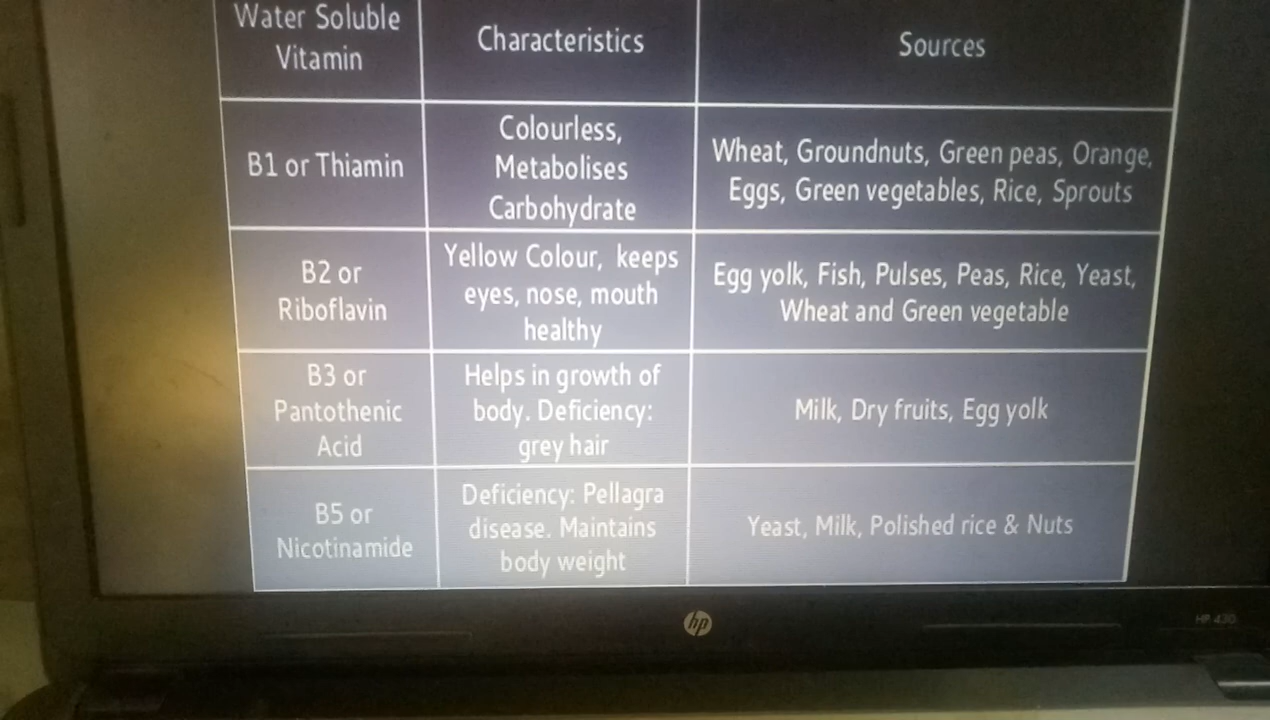 Water Soluble
Vitamin
Characteristics
Sources
B1 or Thiamin
Colourless,
Metabolises
Carbohydrate
Wheat, Groundnuts, Green peas, Orange,
Eggs, Green vegetables, Rice, Sprouts
B2 or
Riboflavin
Yellow Colour, keeps
eyes, nose, mouth
healthy
Egg yolk, Fish, Pulses, Peas, Rice, Yeast,
Wheat and Green vegetable
B3 or
Pantothenic
Acid
Helps in growth of
body. Deficiency:
grey hair
Milk, Dry fruits, Egg yolk
B5 or
Nicotinamide
Deficiency: Pellagra
disease. Maintains
body weight
Yeast, Milk, Polished rice & Nuts
hp
HP 430